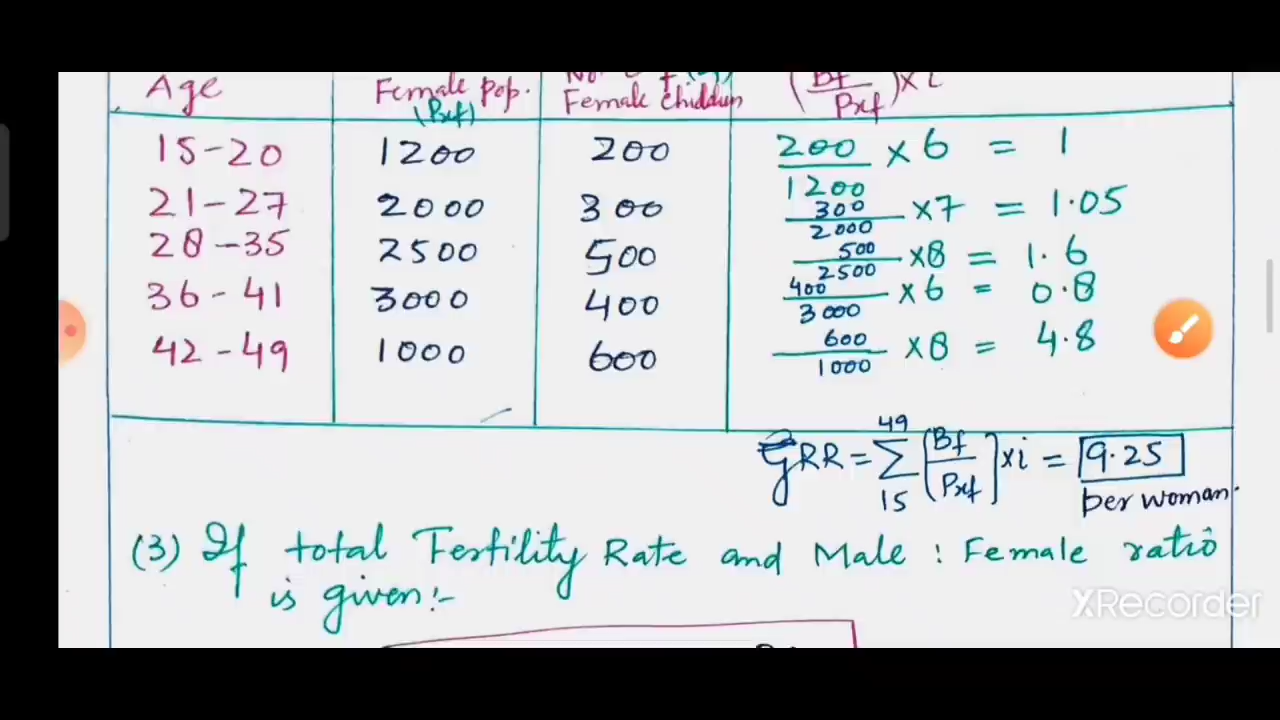 Age Female pop. (Pxf) Female children (Bf/Pxf)×i
15-20 1200 200 200/1200 ×6 = 1
21-27 2000 300 300/2000 ×7 = 1.05
28-35 2500 500 500/2500 ×8 = 1.6
36-41 3000 400 400/3000 ×6 = 0.8
42-49 1000 600 600/1000 ×8 = 4.8
GRR = 49 Σ 15 [Bf/Pxf] ×i = 9.25
per woman.
(3) If total Fertility Rate and Male : Female ratio
is given:-
XRecorder